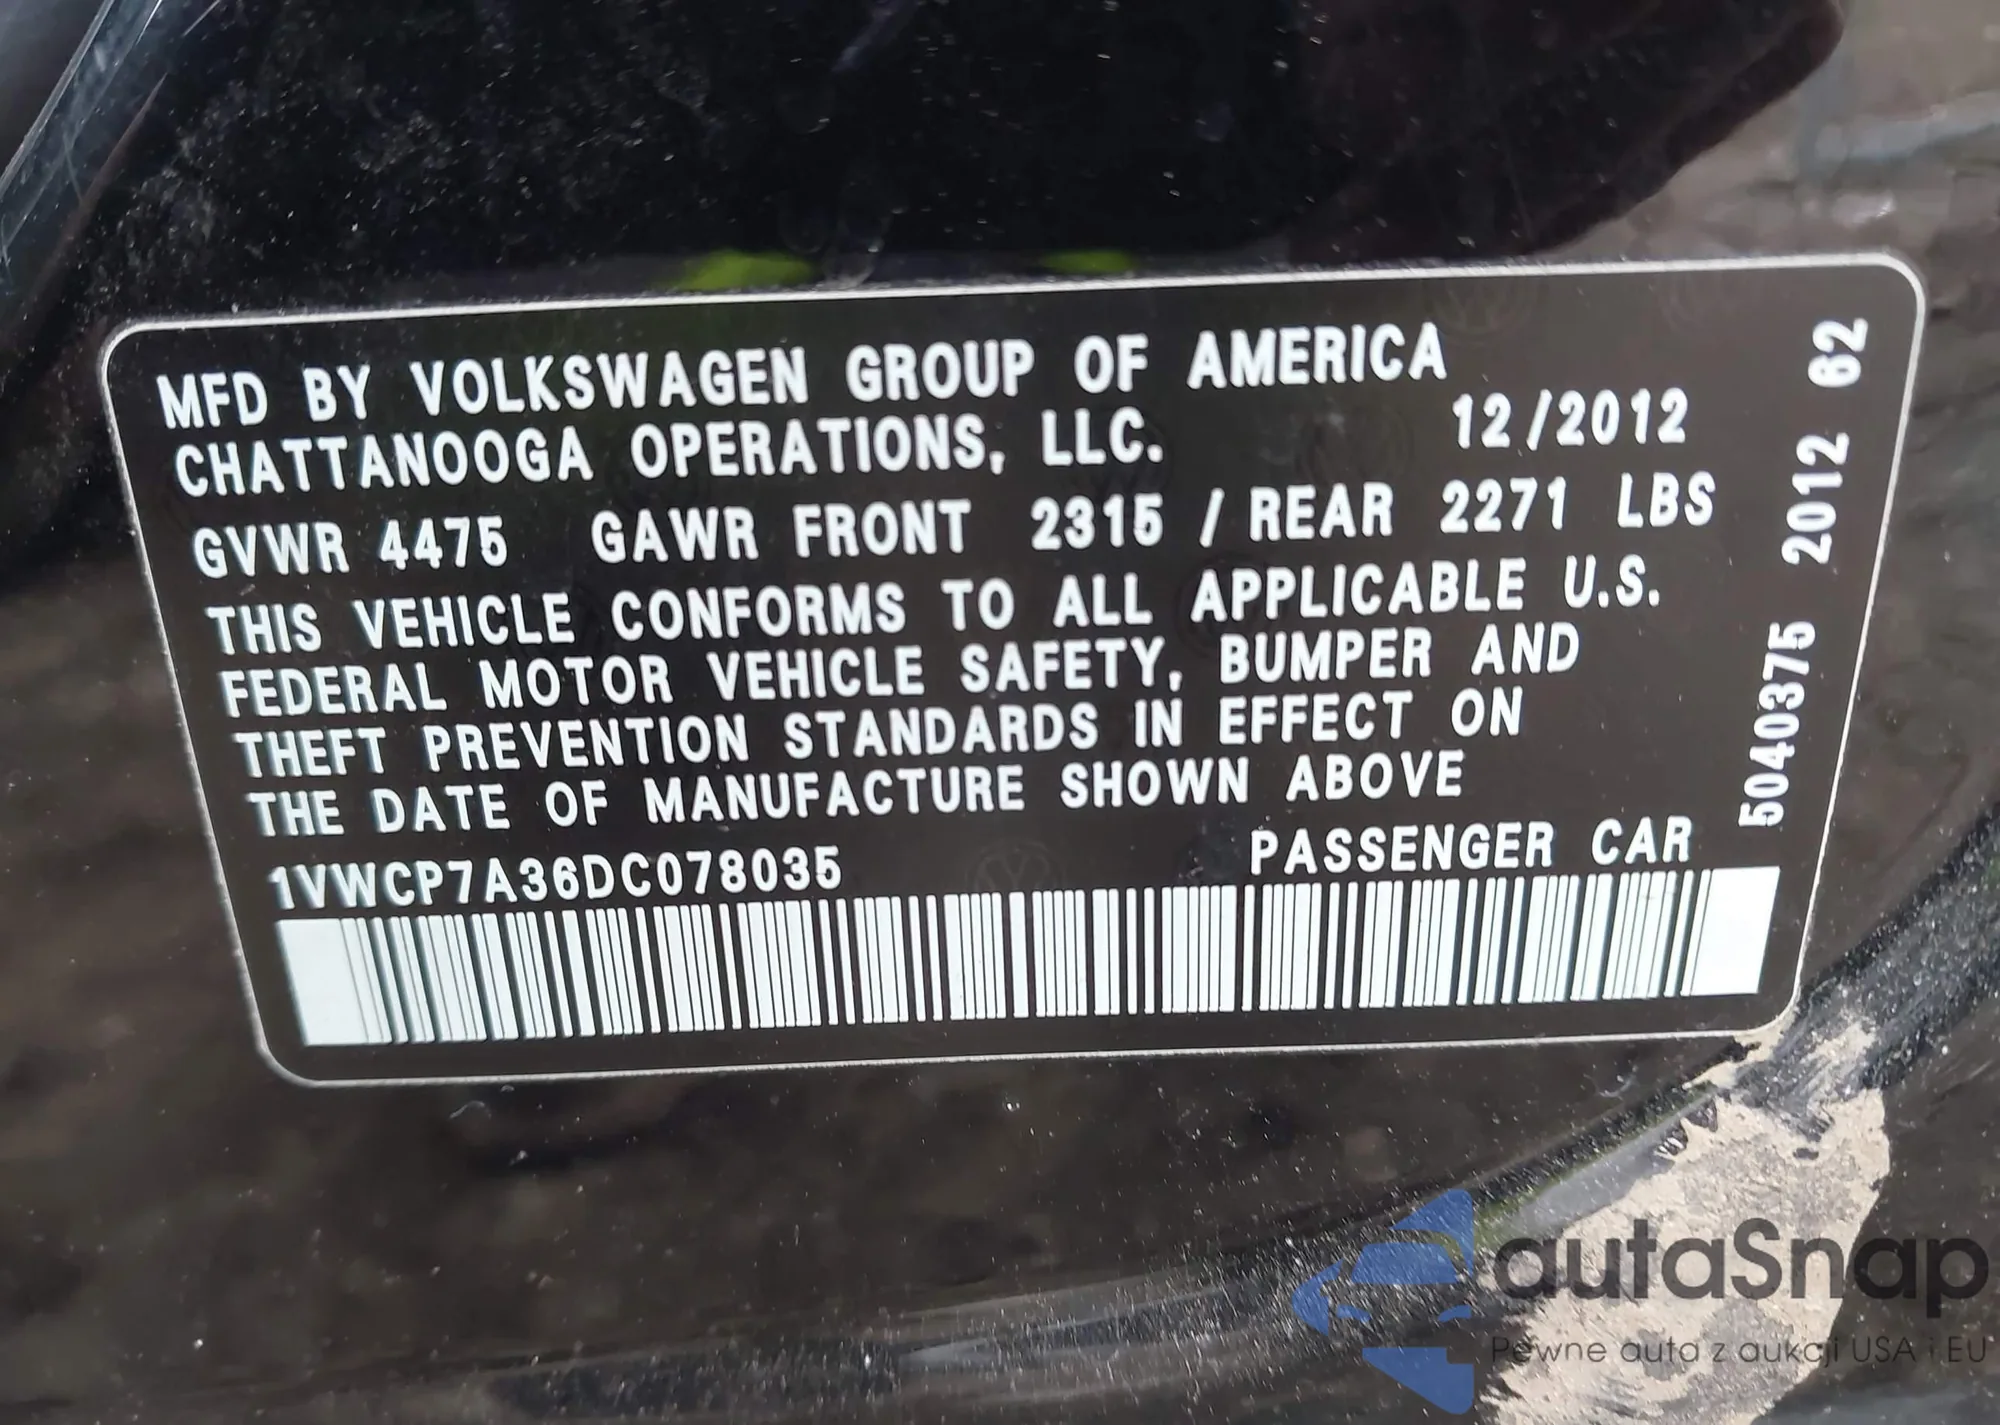 MFD BY VOLKSWAGEN GROUP OF AMERICA
CHATTANOOGA OPERATIONS, LLC. 12/2012
GVWR 4475 GAWR FRONT 2315 / REAR 2271 LBS
THIS VEHICLE CONFORMS TO ALL APPLICABLE U.S.
FEDERAL MOTOR VEHICLE SAFETY, BUMPER AND
THEFT PREVENTION STANDARDS IN EFFECT ON
THE DATE OF MANUFACTURE SHOWN ABOVE
1VWCP7A36DC078035 PASSENGER CAR
5040375 2012 62
autaSnap
Pewne auta z aukcji USA i EU